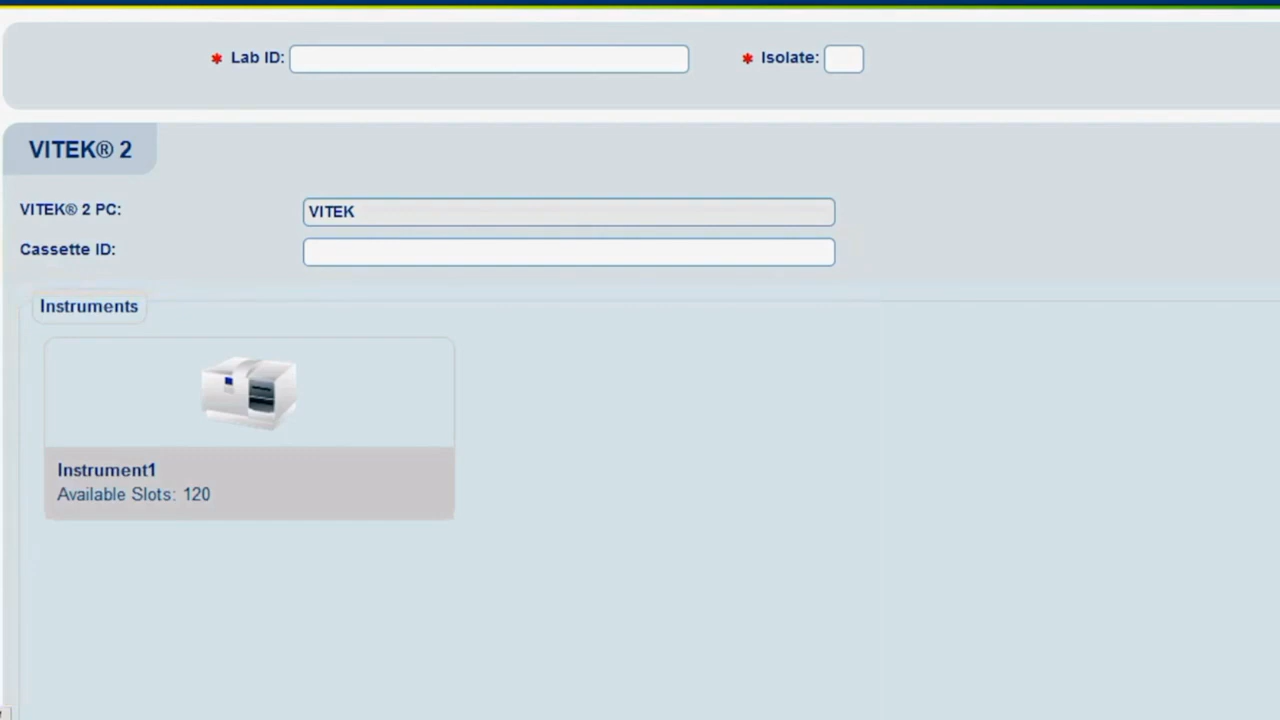 * Lab ID: * Isolate:
VITEK® 2
VITEK® 2 PC: VITEK
Cassette ID:
Instruments
Instrument1
Available Slots: 120